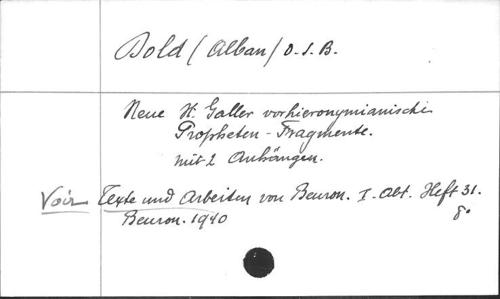 Dold (Alban) O.S.B.
Neue St. Galler vorhieronymianische
Propheten-Fragmente.
mit 2 Anhängen.
Voir Texte und Arbeiten von Beuron. I. Abt. Heft 31.
Beuron. 1940 8°